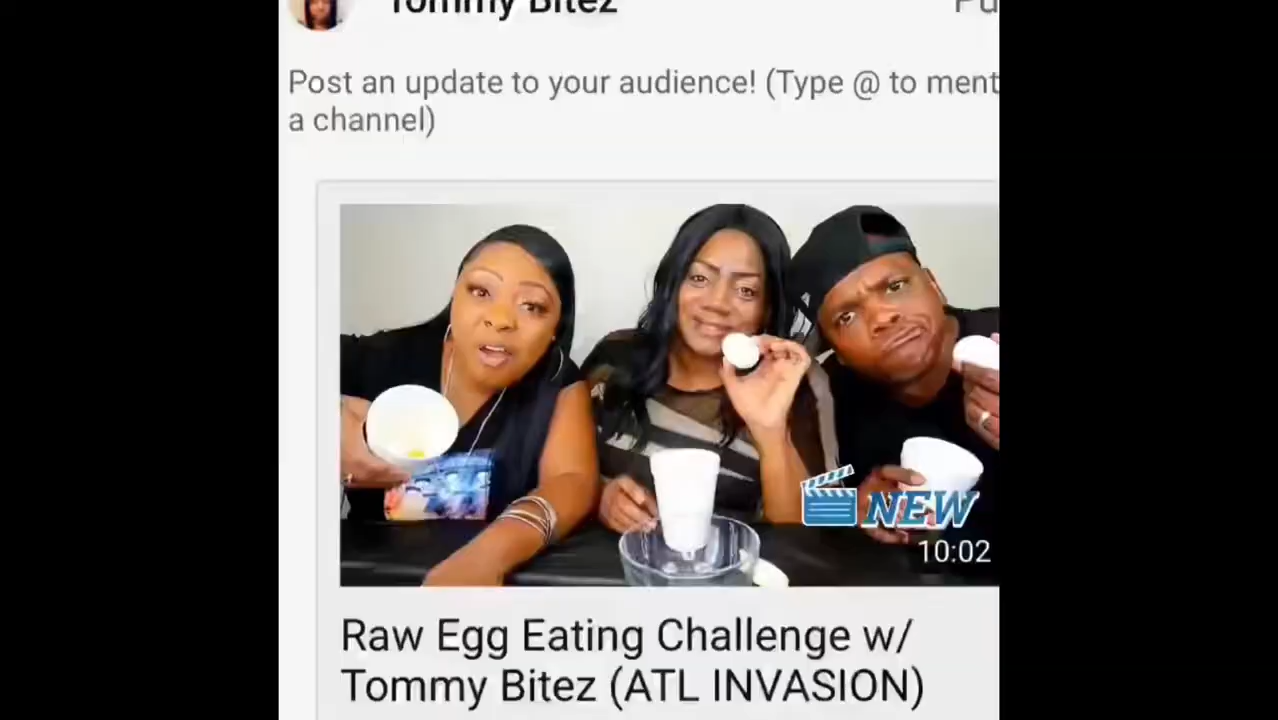 Tommy Bitez
Post an update to your audience! (Type @ to ment
a channel)
NEW
10:02
Raw Egg Eating Challenge w/
Tommy Bitez (ATL INVASION)